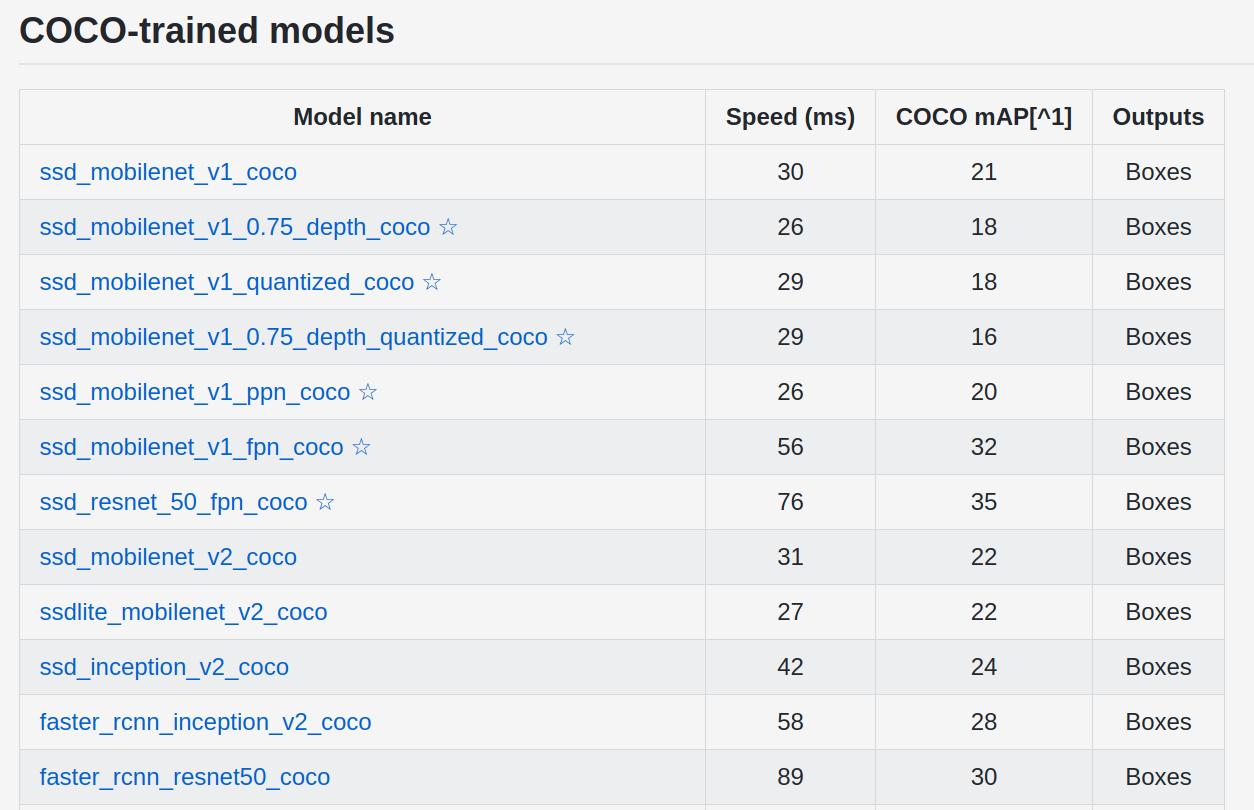 COCO-trained models
Model name Speed (ms) COCO mAP[^1] Outputs
ssd_mobilenet_v1_coco 30 21 Boxes
ssd_mobilenet_v1_0.75_depth_coco ☆ 26 18 Boxes
ssd_mobilenet_v1_quantized_coco ☆ 29 18 Boxes
ssd_mobilenet_v1_0.75_depth_quantized_coco ☆ 29 16 Boxes
ssd_mobilenet_v1_ppn_coco ☆ 26 20 Boxes
ssd_mobilenet_v1_fpn_coco ☆ 56 32 Boxes
ssd_resnet_50_fpn_coco ☆ 76 35 Boxes
ssd_mobilenet_v2_coco 31 22 Boxes
ssdlite_mobilenet_v2_coco 27 22 Boxes
ssd_inception_v2_coco 42 24 Boxes
faster_rcnn_inception_v2_coco 58 28 Boxes
faster_rcnn_resnet50_coco 89 30 Boxes